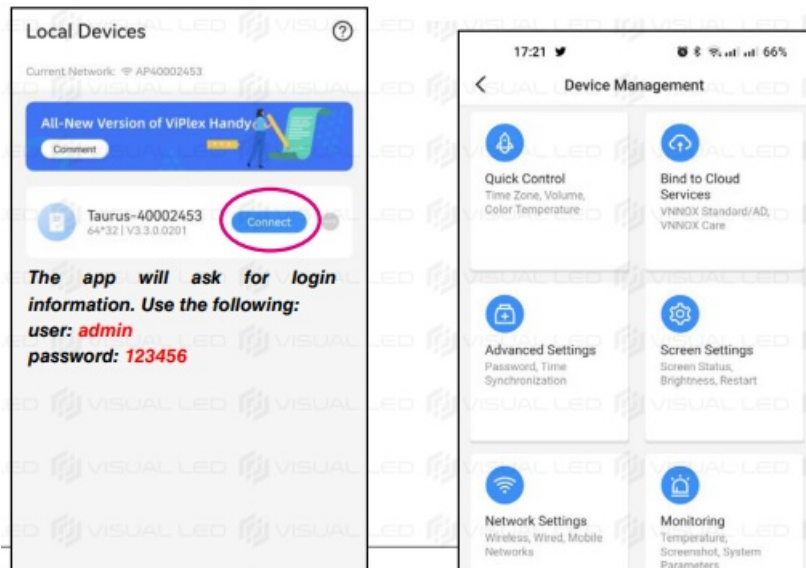 Local Devices
Current Network: AP40002453
All-New Version of ViPlex Handy
Comment
Taurus-40002453
64*32 | V3.3.0.0201
Connect
The app will ask for login
information. Use the following:
user: admin
password: 123456
17:21
66%
Device Management
Quick Control
Time Zone, Volume,
Color Temperature
Bind to Cloud
Services
VNNOX Standard/AD,
VNNOX Care
Advanced Settings
Password, Time
Synchronization
Screen Settings
Screen Status,
Brightness, Restart
Network Settings
Wireless, Wired, Mobile
Networks
Monitoring
Temperature,
Screenshot, System
Parameters
VISUAL LED